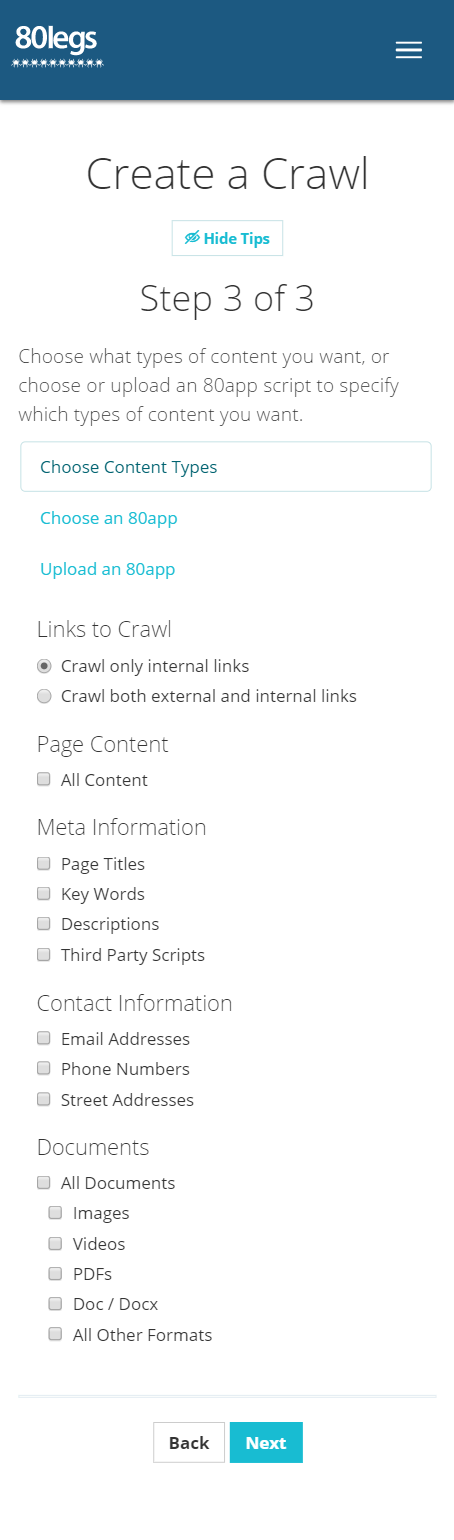 80legs
Create a Crawl
Hide Tips
Step 3 of 3
Choose what types of content you want, or
choose or upload an 80app script to specify
which types of content you want.
Choose Content Types
Choose an 80app
Upload an 80app
Links to Crawl
Crawl only internal links
Crawl both external and internal links
Page Content
All Content
Meta Information
Page Titles
Key Words
Descriptions
Third Party Scripts
Contact Information
Email Addresses
Phone Numbers
Street Addresses
Documents
All Documents
Images
Videos
PDFs
Doc / Docx
All Other Formats
Back Next